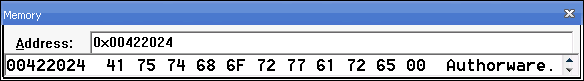 Memory
Address: 0x00422024
00422024 41 75 74 68 6F 72 77 61 72 65 00 Authorware.